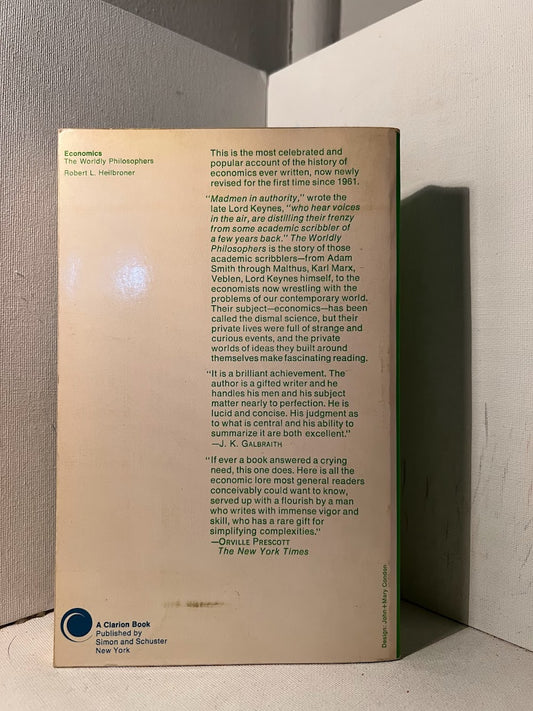 Economics
The Worldly Philosophers
Robert L. Heilbroner
This is the most celebrated and
popular account of the history of
economics ever written, now newly
revised for the first time since 1961.
"Madmen in authority," wrote the
late Lord Keynes, "who hear voices
in the air, are distilling their frenzy
from some academic scribbler of
a few years back." The Worldly
Philosophers is the story of those
academic scribblers—from Adam
Smith through Malthus, Karl Marx,
Veblen, Lord Keynes himself, to the
economists now wrestling with the
problems of our contemporary world.
Their subject—economics—has been
called the dismal science, but their
private lives were full of strange and
curious events, and the private
worlds of ideas they built around
themselves make fascinating reading.
"It is a brilliant achievement. The
author is a gifted writer and he
handles his men and his subject
matter nearly to perfection. He is
lucid and concise. His judgment as
to what is central and his ability to
summarize it are both excellent."
—J. K. GALBRAITH
"If ever a book answered a crying
need, this one does. Here is all the
economic lore most general readers
conceivably could want to know,
served up with a flourish by a man
who writes with immense vigor and
skill, who has a rare gift for
simplifying complexities."
—ORVILLE PRESCOTT
The New York Times
A Clarion Book
Published by
Simon and Schuster
New York
Design: John + Mary Condon